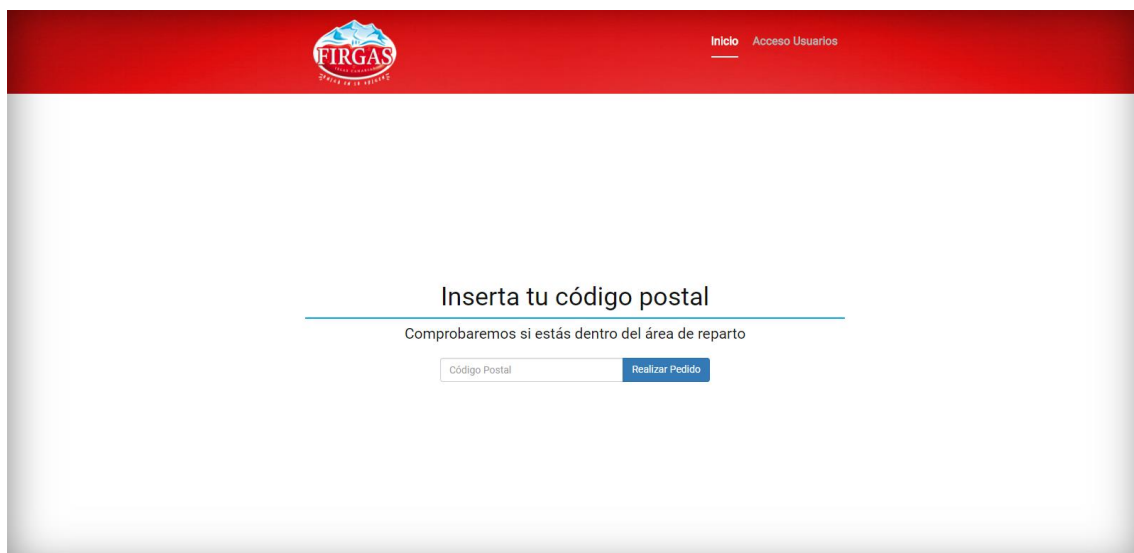 FIRGAS
Inicio Acceso Usuarios
Inserta tu código postal
Comprobaremos si estás dentro del área de reparto
Código Postal Realizar Pedido